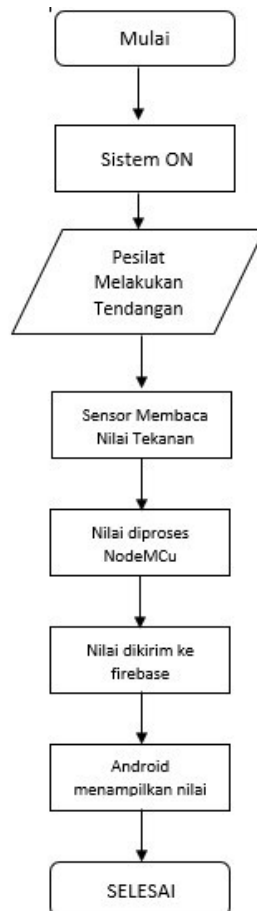 Mulai
Sistem ON
Pesilat
Melakukan
Tendangan
Sensor Membaca
Nilai Tekanan
Nilai diproses
NodeMCu
Nilai dikirim ke
firebase
Android
menampilkan nilai
SELESAI